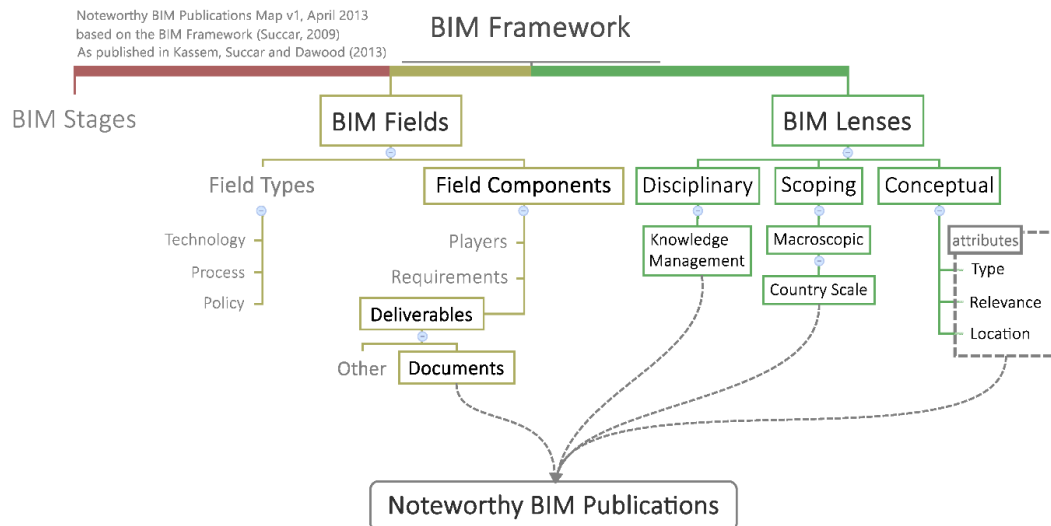 Noteworthy BIM Publications Map v1, April 2013
based on the BIM Framework (Succar, 2009)
As published in Kassem, Succar and Dawood (2013)
BIM Framework
BIM Stages
BIM Fields
BIM Lenses
Field Types
Field Components
Disciplinary
Scoping
Conceptual
Technology
Process
Policy
Players
Requirements
Deliverables
Other
Documents
Knowledge
Management
Macroscopic
Country Scale
attributes
Type
Relevance
Location
Noteworthy BIM Publications